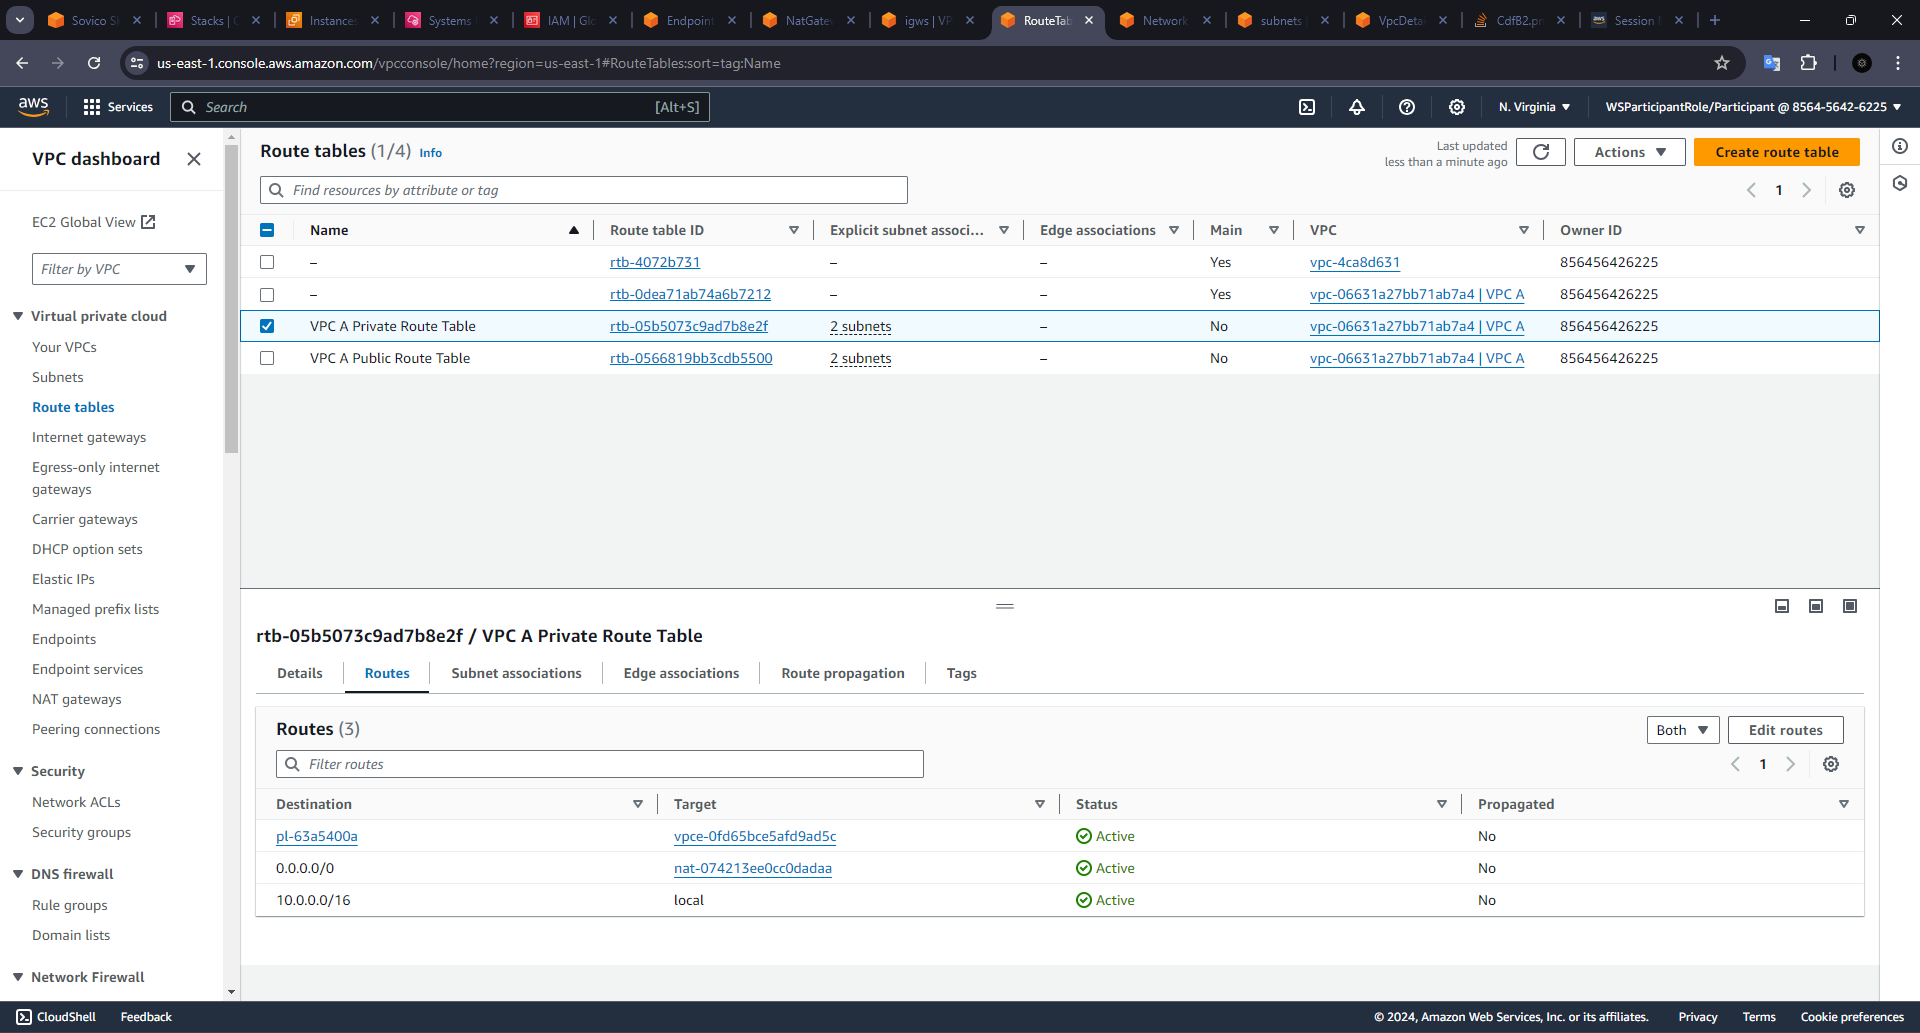 Sovico Sk
Stacks | C
Instances
Systems
IAM | Glo
Endpoint
NatGate
igws | VP
RouteTab
Network
subnets
VpcDeta
CdfB2.pn
Session
us-east-1.console.aws.amazon.com/vpcconsole/home?region=us-east-1#RouteTables:sort=tag:Name
aws
Services
Search
[Alt+S]
N. Virginia
WSParticipantRole/Participant @ 8564-5642-6225
VPC dashboard
EC2 Global View
Filter by VPC
Virtual private cloud
Your VPCs
Subnets
Route tables
Internet gateways
Egress-only internet
gateways
Carrier gateways
DHCP option sets
Elastic IPs
Managed prefix lists
Endpoints
Endpoint services
NAT gateways
Peering connections
Security
Network ACLs
Security groups
DNS firewall
Rule groups
Domain lists
Network Firewall
Route tables (1/4) Info
Last updated
less than a minute ago
Actions
Create route table
Find resources by attribute or tag
1
Name Route table ID Explicit subnet associ... Edge associations Main VPC Owner ID
– rtb-4072b731 – – Yes vpc-4ca8d631 856456426225
– rtb-0dea71ab74a6b7212 – – Yes vpc-06631a27bb71ab7a4 | VPC A 856456426225
VPC A Private Route Table rtb-05b5073c9ad7b8e2f 2 subnets – No vpc-06631a27bb71ab7a4 | VPC A 856456426225
VPC A Public Route Table rtb-0566819bb3cdb5500 2 subnets – No vpc-06631a27bb71ab7a4 | VPC A 856456426225
rtb-05b5073c9ad7b8e2f / VPC A Private Route Table
Details Routes Subnet associations Edge associations Route propagation Tags
Routes (3)
Both
Edit routes
Filter routes
1
Destination Target Status Propagated
pl-63a5400a vpce-0fd65bce5afd9ad5c Active No
0.0.0.0/0 nat-074213ee0cc0dadaa Active No
10.0.0.0/16 local Active No
CloudShell Feedback
© 2024, Amazon Web Services, Inc. or its affiliates. Privacy Terms Cookie preferences